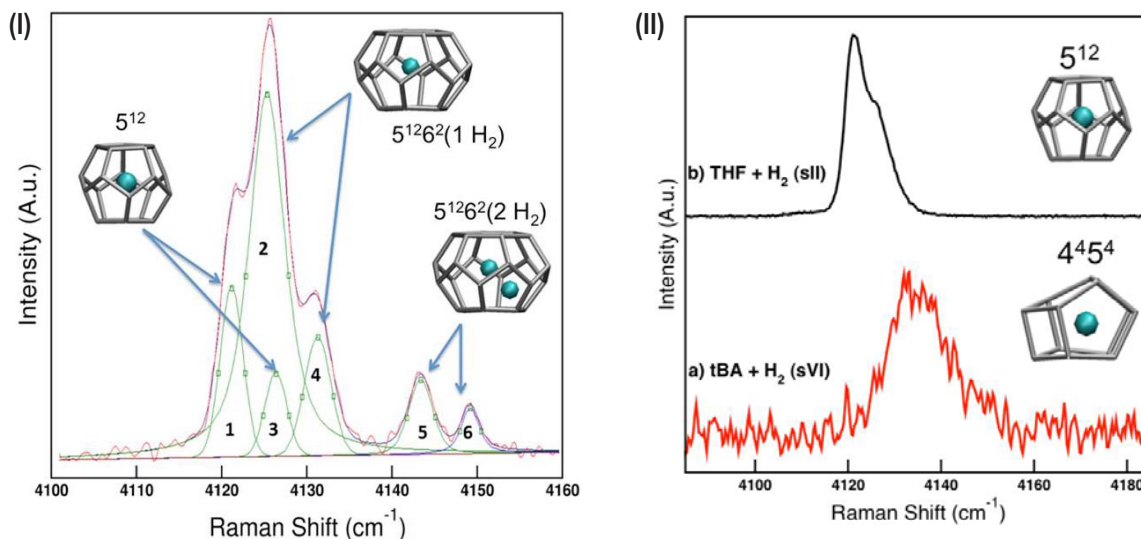 (I)
5¹²
5¹²6²(1 H₂)
5¹²6²(2 H₂)
1
2
3
4
5
6
Intensity (A.u.)
4101 4110 4120 4130 4140 4150 4160
Raman Shift (cm⁻¹)
(II)
5¹²
b) THF + H₂ (sII)
4⁴5⁴
a) tBA + H₂ (sVI)
Intensity (A.u.)
4100 4120 4140 4160 4180
Raman Shift (cm⁻¹)